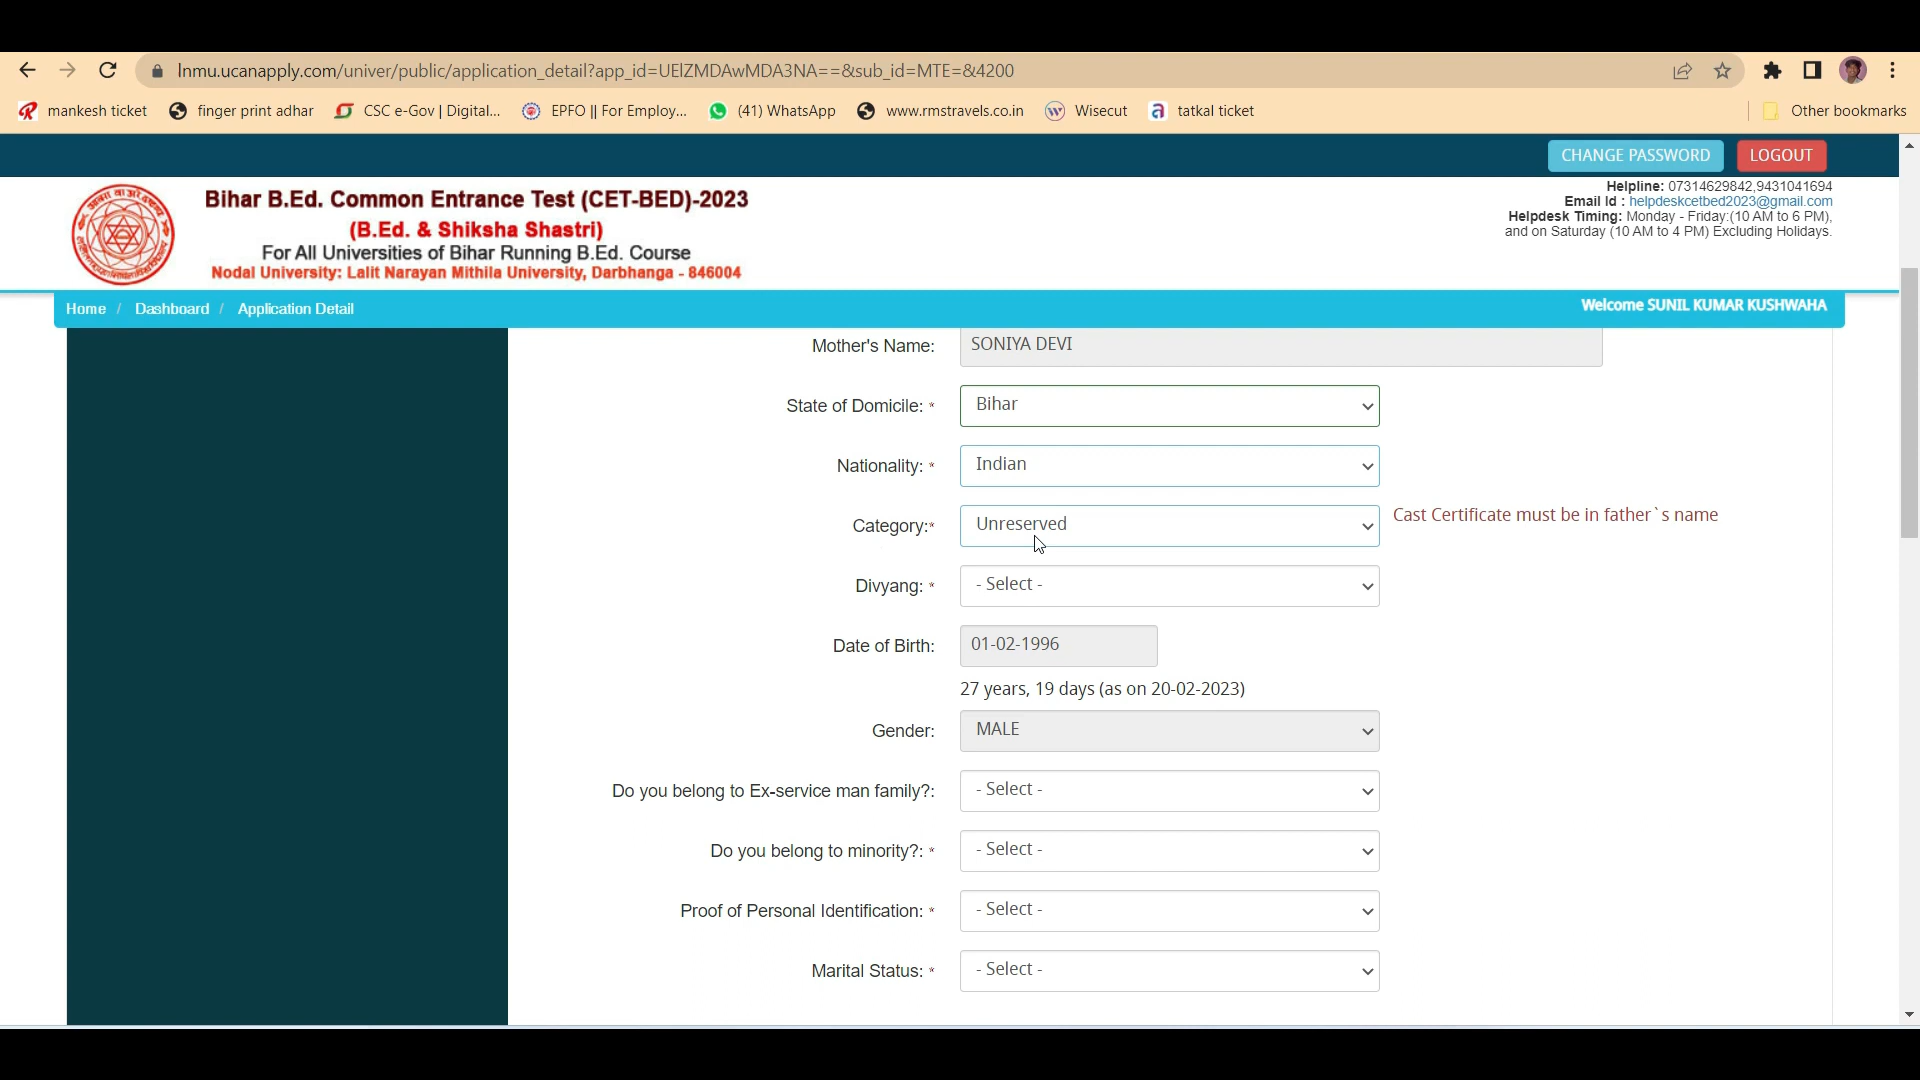 lnmu.ucanapply.com/univer/public/application_detail?app_id=UElZMDAwMDA3NA==&sub_id=MTE=&4200
mankesh ticket
finger print adhar
CSC e-Gov | Digital...
EPFO || For Employ...
(41) WhatsApp
www.rmstravels.co.in
Wisecut
tatkal ticket
Other bookmarks
CHANGE PASSWORD
LOGOUT
Bihar B.Ed. Common Entrance Test (CET-BED)-2023
(B.Ed. & Shiksha Shastri)
For All Universities of Bihar Running B.Ed. Course
Nodal University: Lalit Narayan Mithila University, Darbhanga - 846004
Helpline: 07314629842,9431041694
Email Id : helpdeskcetbed2023@gmail.com
Helpdesk Timing: Monday - Friday:(10 AM to 6 PM),
and on Saturday (10 AM to 4 PM) Excluding Holidays.
Home / Dashboard / Application Detail
Welcome SUNIL KUMAR KUSHWAHA
Mother's Name: SONIYA DEVI
State of Domicile: * Bihar
Nationality: * Indian
Category:* Unreserved Cast Certificate must be in father`s name
Divyang: * - Select -
Date of Birth: 01-02-1996
27 years, 19 days (as on 20-02-2023)
Gender: MALE
Do you belong to Ex-service man family?: - Select -
Do you belong to minority?: * - Select -
Proof of Personal Identification: * - Select -
Marital Status: * - Select -